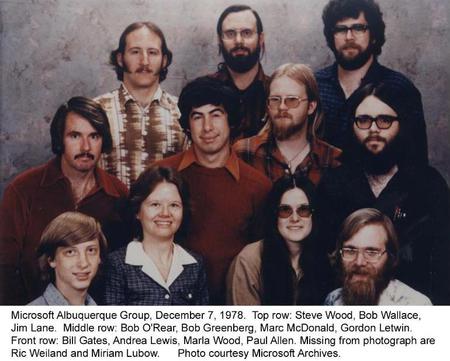 Microsoft Albuquerque Group, December 7, 1978. Top row: Steve Wood, Bob Wallace,
Jim Lane. Middle row: Bob O'Rear, Bob Greenberg, Marc McDonald, Gordon Letwin.
Front row: Bill Gates, Andrea Lewis, Marla Wood, Paul Allen. Missing from photograph are
Ric Weiland and Miriam Lubow. Photo courtesy Microsoft Archives.